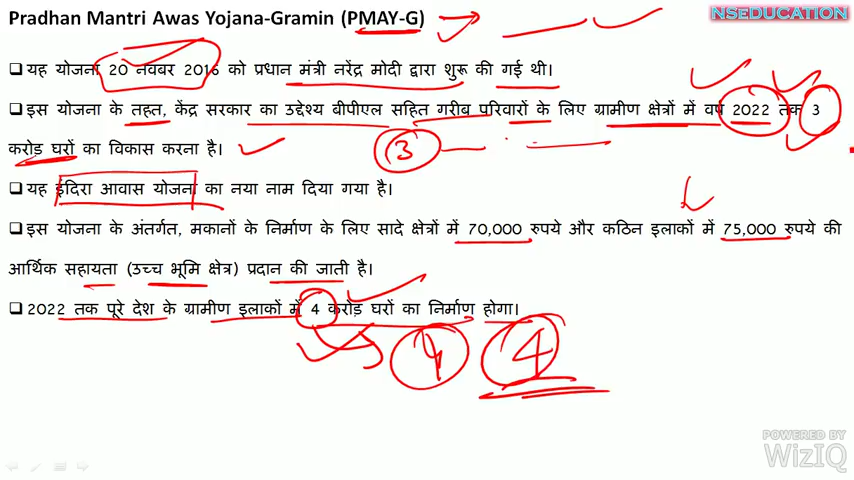 Pradhan Mantri Awas Yojana-Gramin (PMAY-G)
NSEDUCATION
❑यह योजना 20 नवंबर 2016 को प्रधान मंत्री नरेंद्र मोदी द्वारा शुरू की गई थी।
❑इस योजना के तहत, केंद्र सरकार का उद्देश्य बीपीएल सहित गरीब परिवारों के लिए ग्रामीण क्षेत्रों में वर्ष 2022 तक 3
करोड़ घरों का विकास करना है।
3
❑यह इंदिरा आवास योजना का नया नाम दिया गया है।
❑इस योजना के अंतर्गत, मकानों के निर्माण के लिए सादे क्षेत्रों में 70,000 रुपये और कठिन इलाकों में 75,000 रुपये की
आर्थिक सहायता (उच्च भूमि क्षेत्र) प्रदान की जाती है।
❑2022 तक पूरे देश के ग्रामीण इलाकों में 4 करोड़ घरों का निर्माण होगा।
4 4
POWERED BY
WizIQ